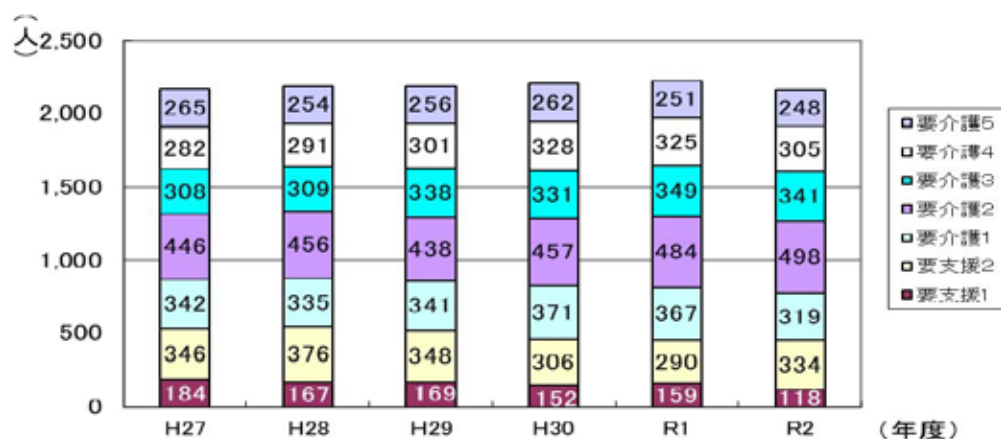 （人）
2,500
2,000
1,500
1,000
500
0
265 254 256 262 251 248
282 291 301 328 325 305
308 309 338 331 349 341
446 456 438 457 484 498
342 335 341 371 367 319
346 376 348 306 290 334
184 167 169 152 159 118
H27 H28 H29 H30 R1 R2 （年度）
要介護5
要介護4
要介護3
要介護2
要介護1
要支援2
要支援1